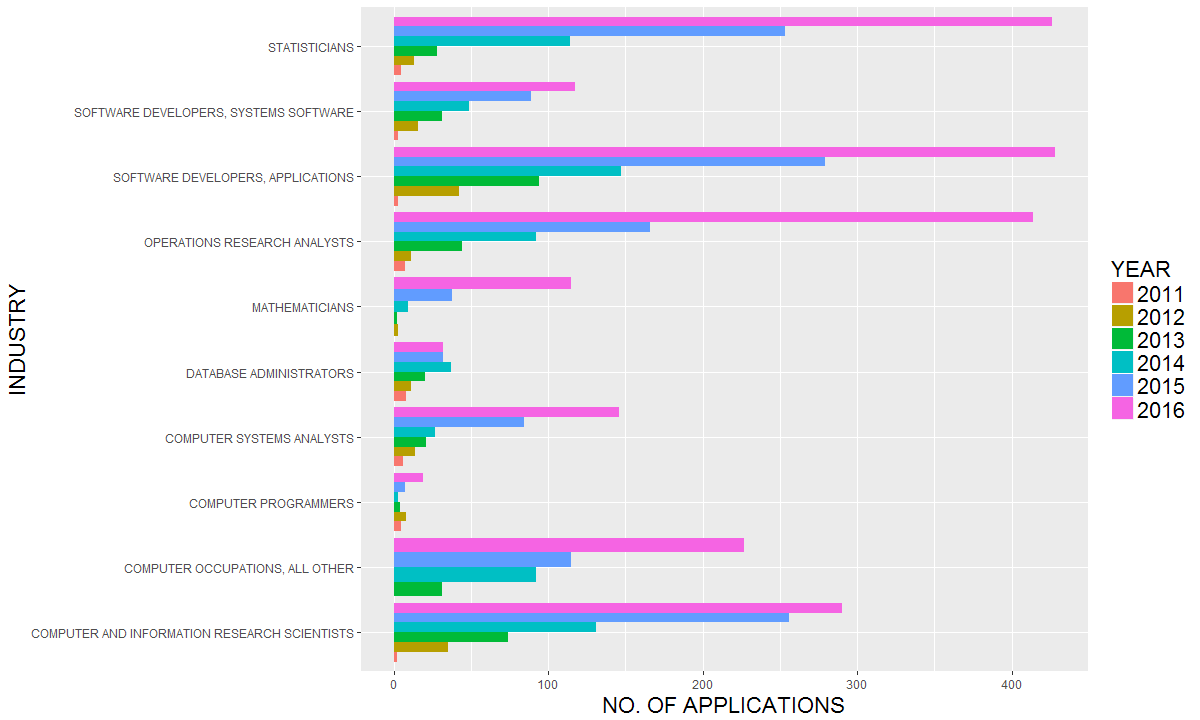 STATISTICIANS
SOFTWARE DEVELOPERS, SYSTEMS SOFTWARE
SOFTWARE DEVELOPERS, APPLICATIONS
OPERATIONS RESEARCH ANALYSTS
MATHEMATICIANS
DATABASE ADMINISTRATORS
COMPUTER SYSTEMS ANALYSTS
COMPUTER PROGRAMMERS
COMPUTER OCCUPATIONS, ALL OTHER
COMPUTER AND INFORMATION RESEARCH SCIENTISTS
INDUSTRY
0 100 200 300 400
NO. OF APPLICATIONS
YEAR
2011
2012
2013
2014
2015
2016